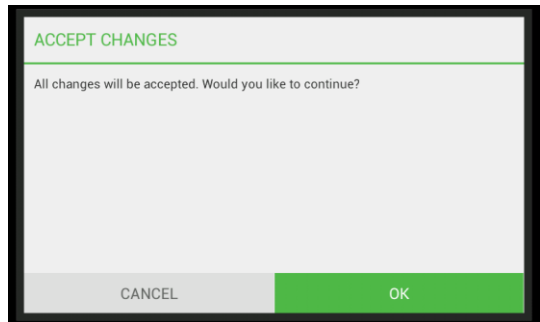 ACCEPT CHANGES
All changes will be accepted. Would you like to continue?
CANCEL
OK